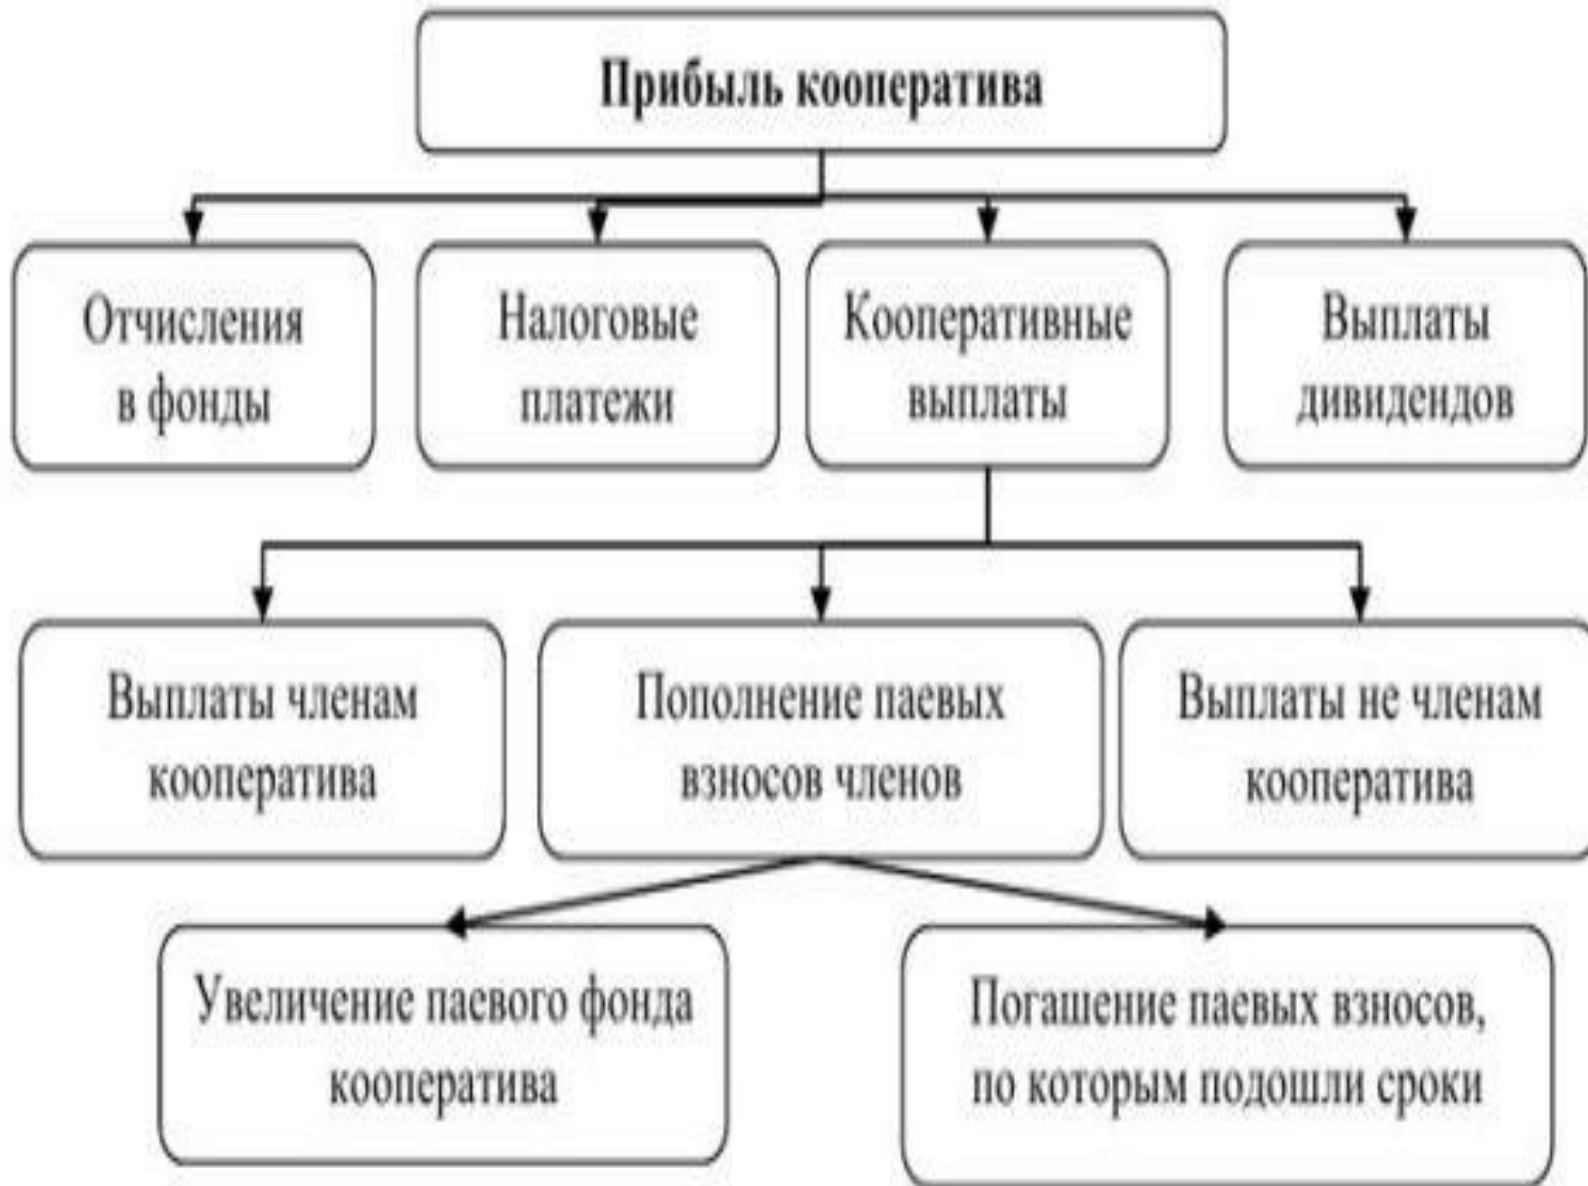 Прибыль кооператива
Отчисления
в фонды
Налоговые
платежи
Кооперативные
выплаты
Выплаты
дивидендов
Выплаты членам
кооператива
Пополнение паевых
взносов членов
Выплаты не членам
кооператива
Увеличение паевого фонда
кооператива
Погашение паевых взносов,
по которым подошли сроки